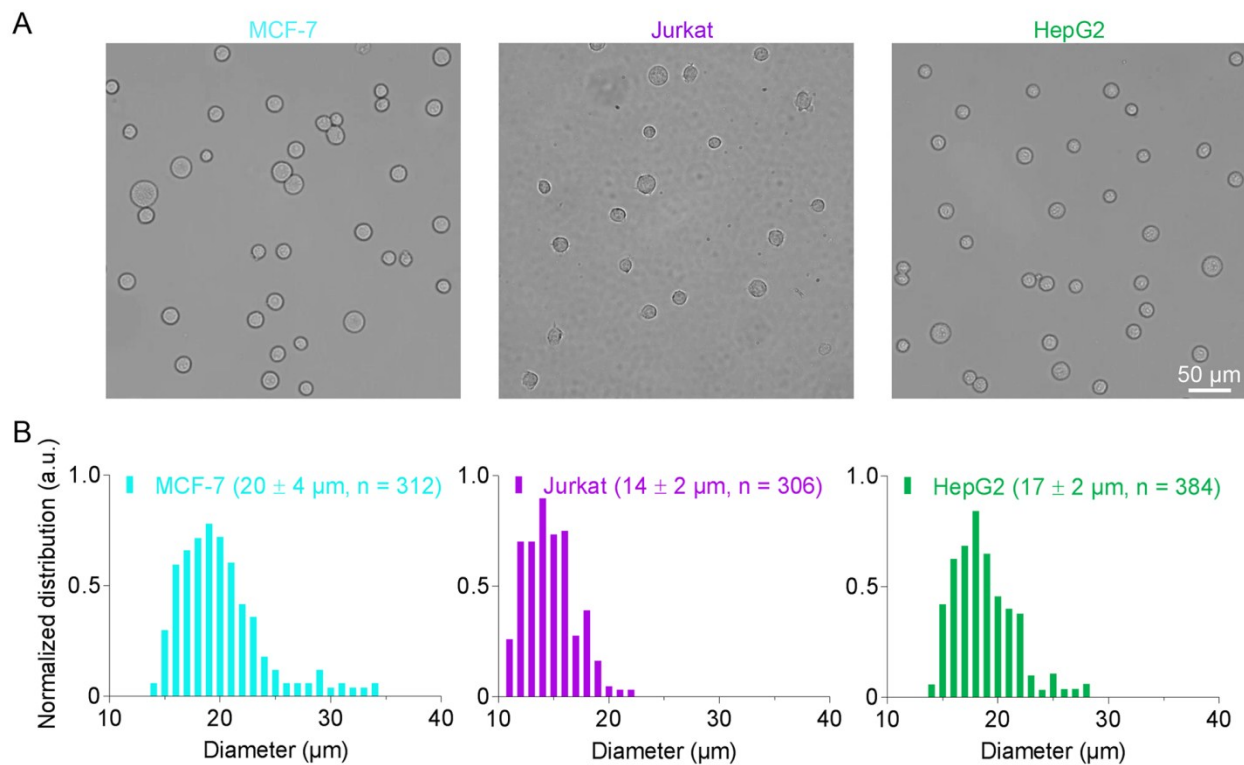 A
MCF-7
Jurkat
HepG2
50 µm
B
Normalized distribution (a.u.)
1.0
0.5
0
MCF-7 (20 ± 4 µm, n = 312)
10 20 30 40
Diameter (µm)
1.0
0.5
0
Jurkat (14 ± 2 µm, n = 306)
10 20 30 40
Diameter (µm)
1.0
0.5
0
HepG2 (17 ± 2 µm, n = 384)
10 20 30 40
Diameter (µm)